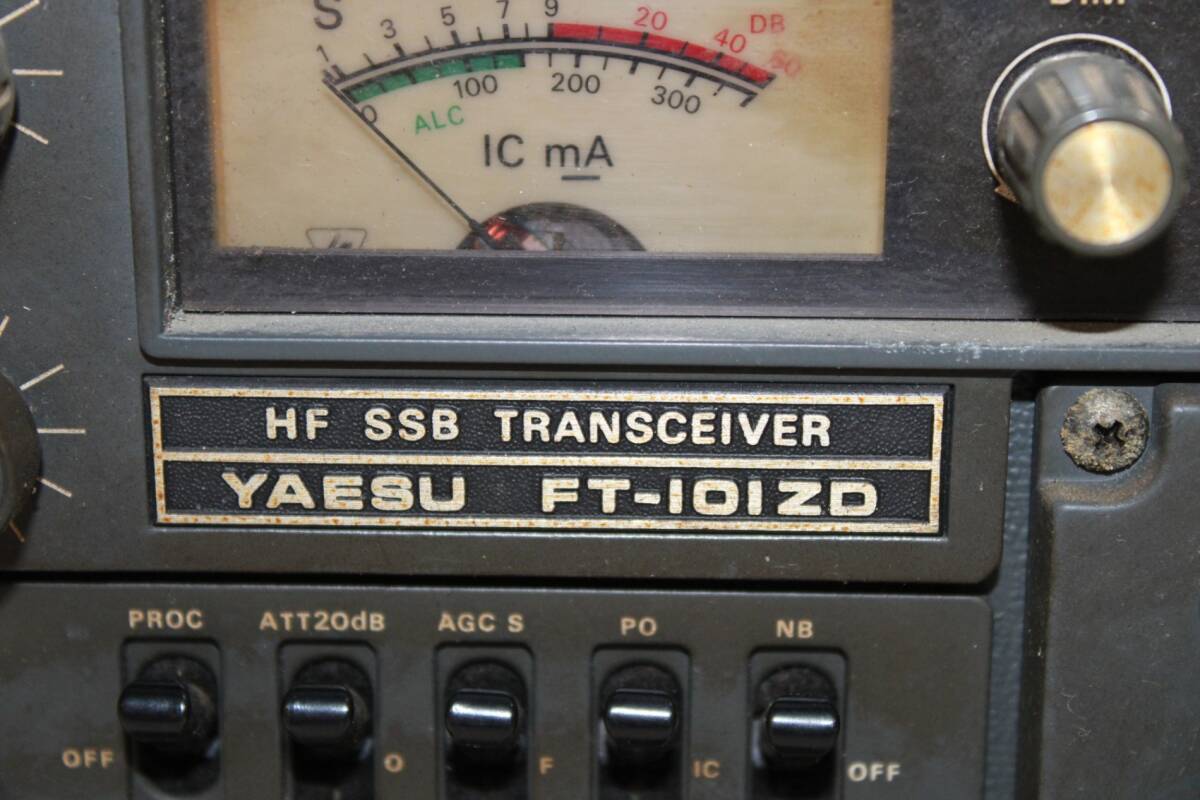 S
1 3 5 7 9 20 40 60 DB
0 100 200 300
ALC
IC mA
HF SSB TRANSCEIVER
YAESU FT-101ZD
PROC ATT20dB AGC S PO NB
OFF O F IC OFF